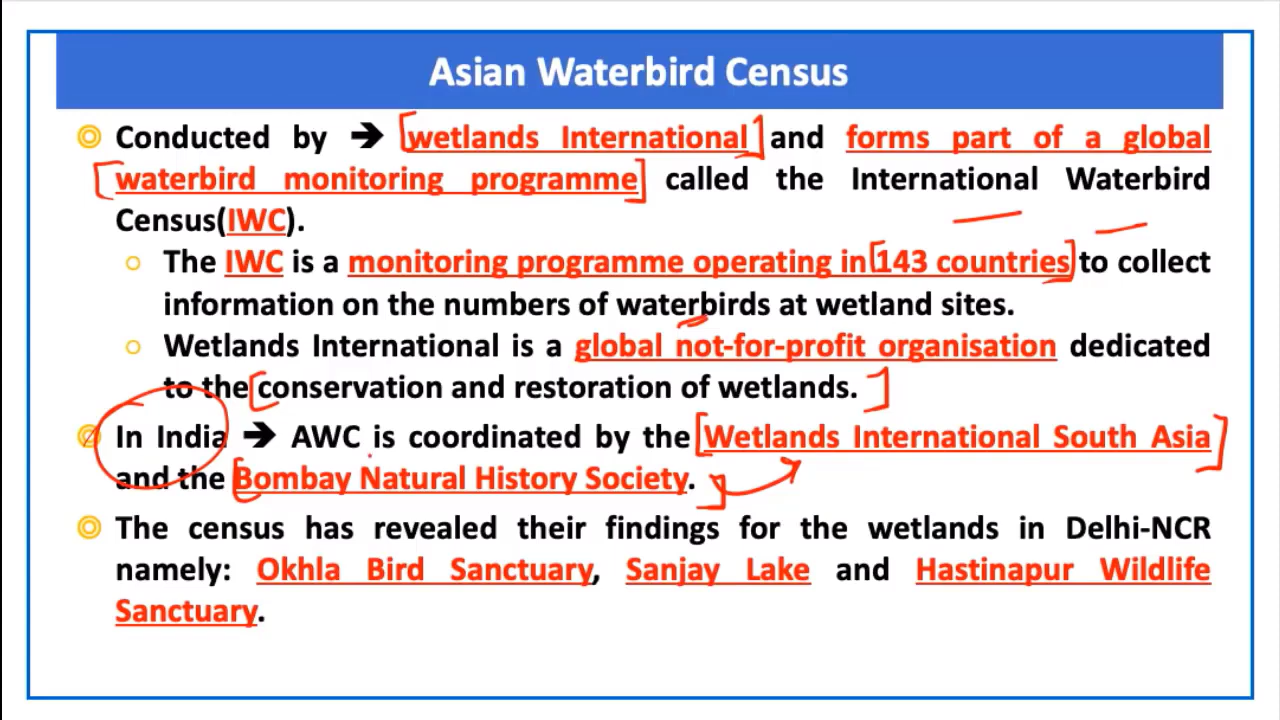 Asian Waterbird Census
Conducted by ➔ wetlands International and forms part of a global
waterbird monitoring programme called the International Waterbird
Census(IWC).
The IWC is a monitoring programme operating in 143 countries to collect
information on the numbers of waterbirds at wetland sites.
Wetlands International is a global not-for-profit organisation dedicated
to the conservation and restoration of wetlands.
In India ➔ AWC is coordinated by the Wetlands International South Asia
and the Bombay Natural History Society.
The census has revealed their findings for the wetlands in Delhi-NCR
namely: Okhla Bird Sanctuary, Sanjay Lake and Hastinapur Wildlife
Sanctuary.